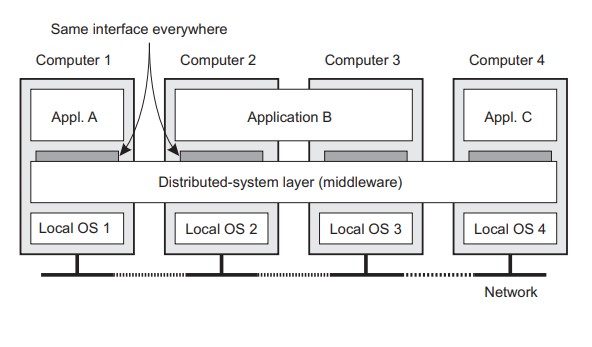 Same interface everywhere
Computer 1
Computer 2
Computer 3
Computer 4
Appl. A
Application B
Appl. C
Distributed-system layer (middleware)
Local OS 1
Local OS 2
Local OS 3
Local OS 4
Network